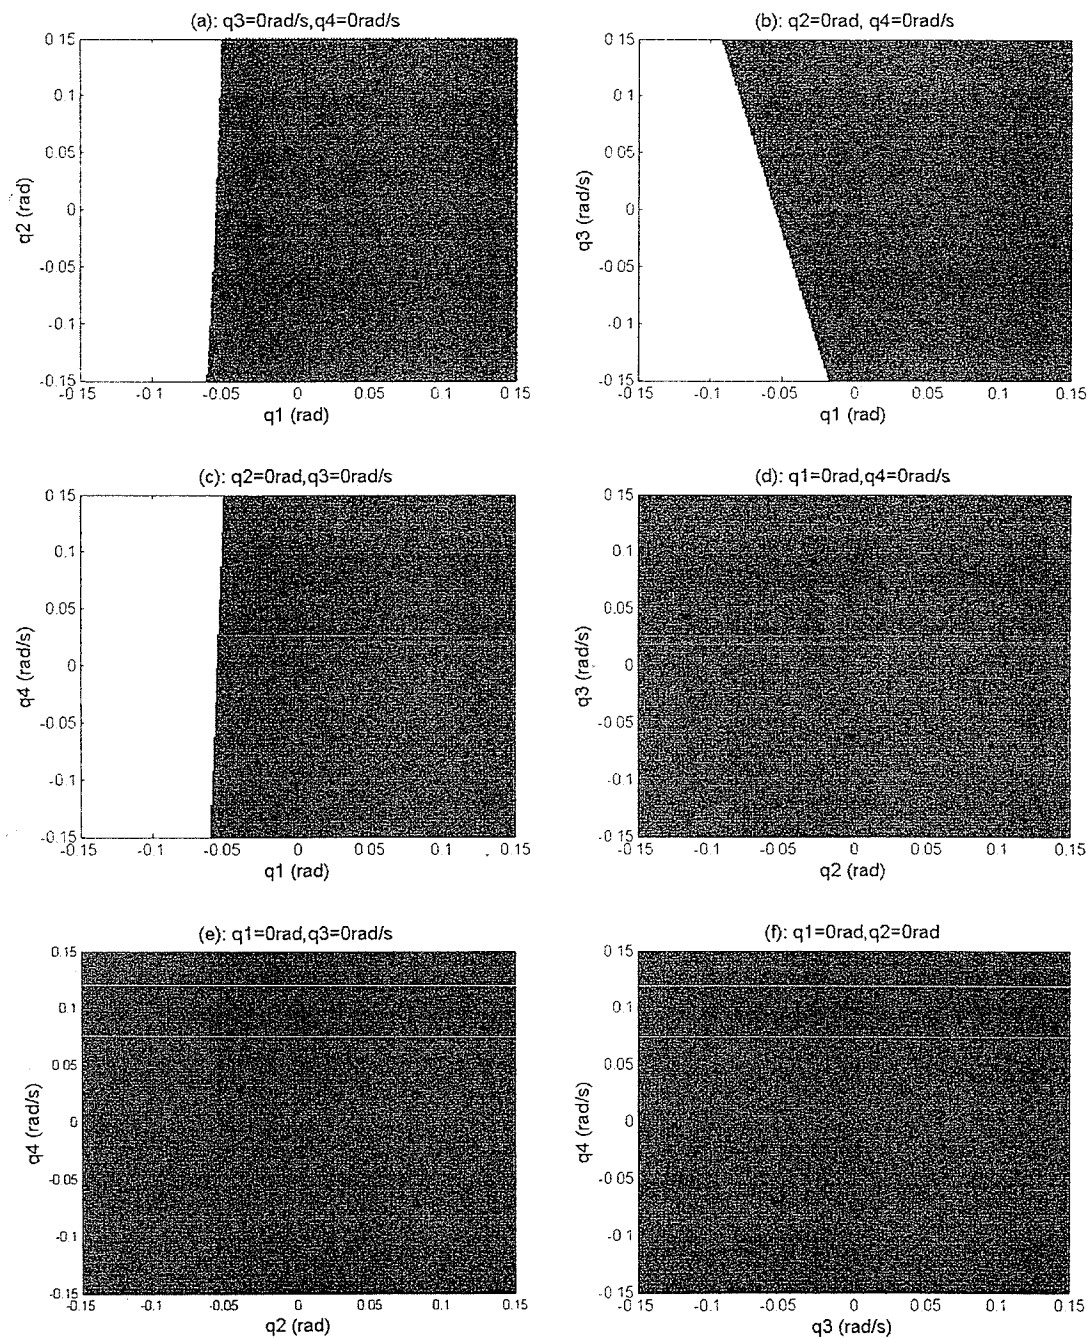 (a): q3=0rad/s,q4=0rad/s
0.15
0.1
0.05
0
-0.05
-0.1
-0.15
q2 (rad)
-0.15 -0.1 -0.05 0 0.05 0.1 0.15
q1 (rad)
(b): q2=0rad, q4=0rad/s
0.15
0.1
0.05
0
-0.05
-0.1
-0.15
q3 (rad/s)
-0.15 -0.1 -0.05 0 0.05 0.1 0.15
q1 (rad)
(c): q2=0rad,q3=0rad/s
0.15
0.1
0.05
0
-0.05
-0.1
-0.15
q4 (rad/s)
-0.15 -0.1 -0.05 0 0.05 0.1 0.15
q1 (rad)
(d): q1=0rad,q4=0rad/s
0.15
0.1
0.05
0
-0.05
-0.1
-0.15
q3 (rad/s)
-0.15 -0.1 -0.05 0 0.05 0.1 0.15
q2 (rad)
(e): q1=0rad,q3=0rad/s
0.15
0.1
0.05
0
-0.05
-0.1
-0.15
q4 (rad/s)
-0.15 -0.1 -0.05 0 0.05 0.1 0.15
q2 (rad)
(f): q1=0rad,q2=0rad
0.15
0.1
0.05
0
-0.05
-0.1
-0.15
q4 (rad/s)
-0.15 -0.1 -0.05 0 0.05 0.1 0.15
q3 (rad/s)